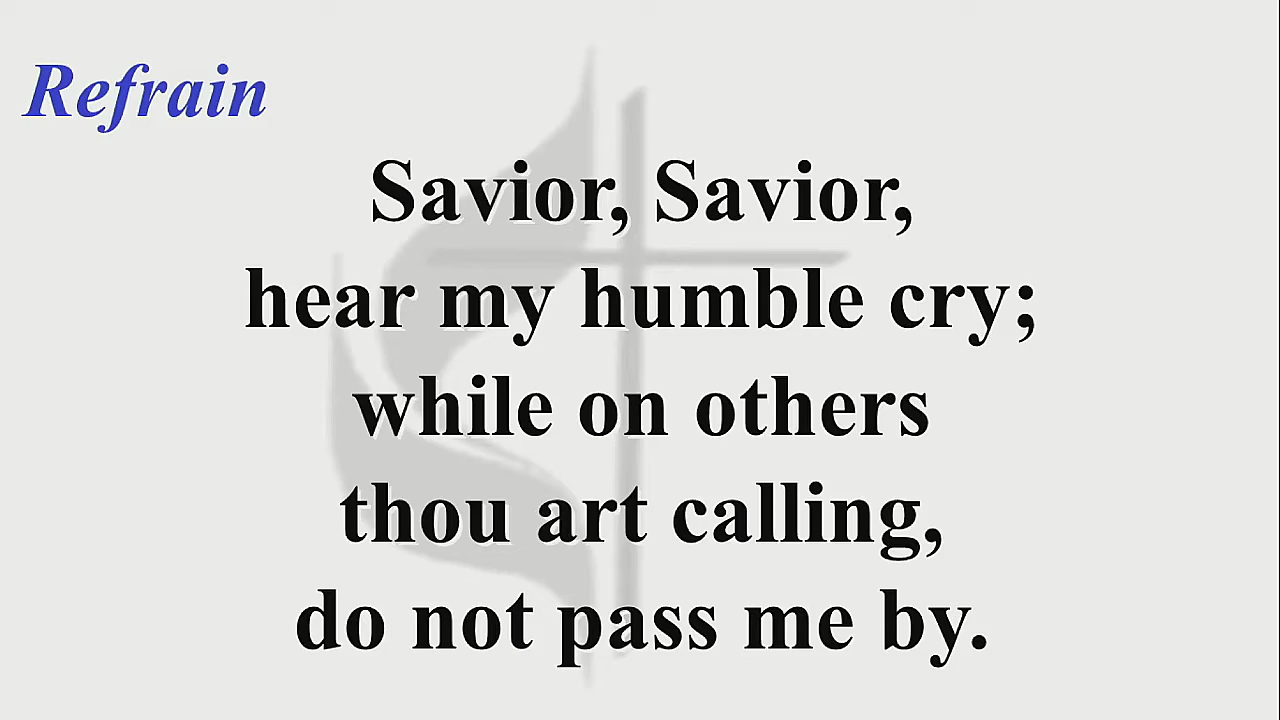 Refrain
Savior, Savior,
hear my humble cry;
while on others
thou art calling,
do not pass me by.